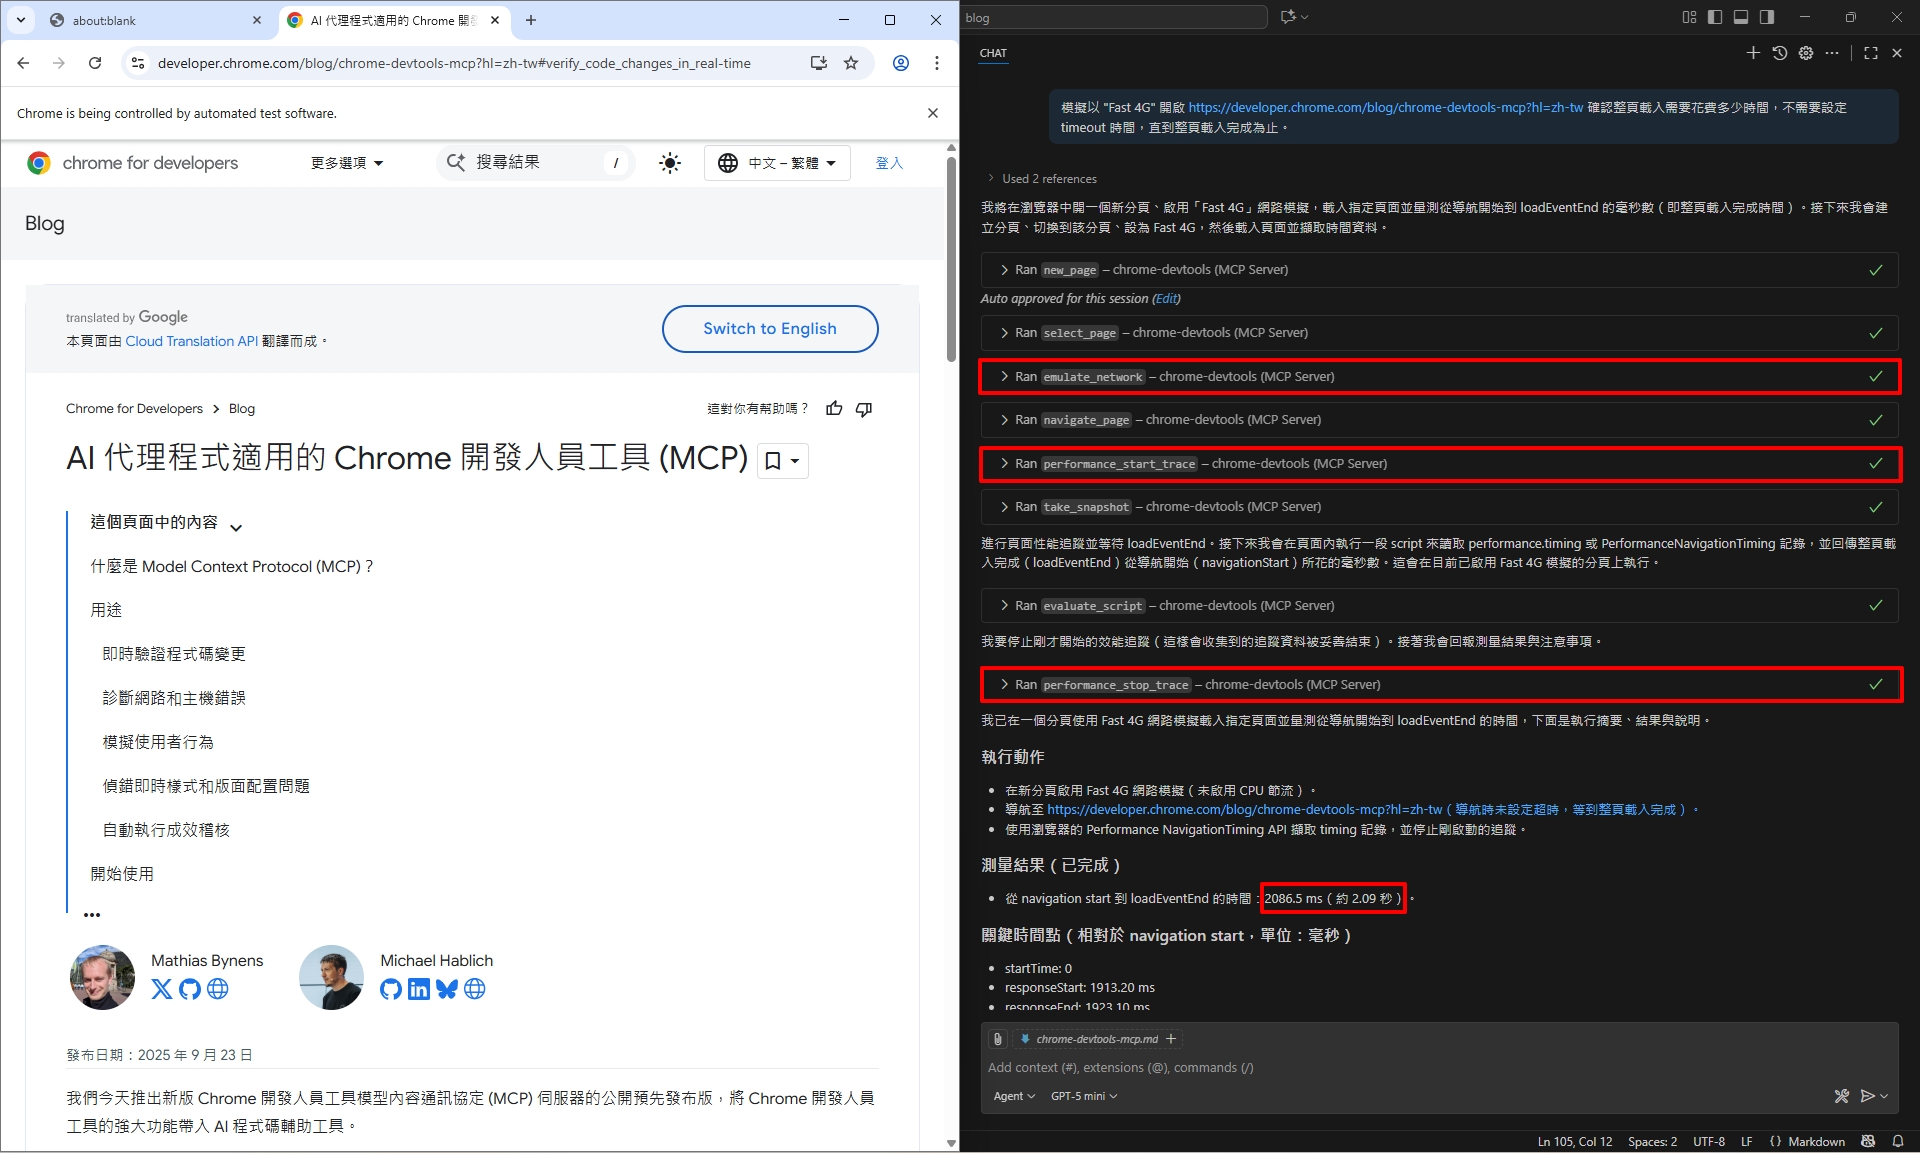 about:blank
AI 代理程式適用的 Chrome 開發
developer.chrome.com/blog/chrome-devtools-mcp?hl=zh-tw#verify_code_changes_in_real-time
Chrome is being controlled by automated test software.
chrome for developers
更多選項
搜尋結果
/
中文 – 繁體
登入
Blog
translated by Google
本頁面由 Cloud Translation API 翻譯而成。
Switch to English
Chrome for Developers
Blog
這對你有幫助嗎？
AI 代理程式適用的 Chrome 開發人員工具 (MCP)
這個頁面中的內容
什麼是 Model Context Protocol (MCP)？
用途
即時驗證程式碼變更
診斷網路和主機錯誤
模擬使用者行為
偵錯即時樣式和版面配置問題
自動執行成效稽核
開始使用
Mathias Bynens
Michael Hablich
發布日期：2025 年 9 月 23 日
我們今天推出新版 Chrome 開發人員工具模型內容通訊協定 (MCP) 伺服器的公開預先發布版，將 Chrome 開發人員
工具的強大功能帶入 AI 程式碼輔助工具。
blog
CHAT
模擬以 "Fast 4G" 開啟 https://developer.chrome.com/blog/chrome-devtools-mcp?hl=zh-tw 確認整頁載入需要花費多少時間，不需要設定
timeout 時間，直到整頁載入完成為止。
Used 2 references
我將在瀏覽器中開一個新分頁、啟用「Fast 4G」網路模擬，載入指定頁面並量測從導航開始到 loadEventEnd 的毫秒數（即整頁載入完成時間）。接下來我會建
立分頁、切換到該分頁、設為 Fast 4G，然後載入頁面並擷取時間資料。
Ran new_page – chrome-devtools (MCP Server)
Auto approved for this session (Edit)
Ran select_page – chrome-devtools (MCP Server)
Ran emulate_network – chrome-devtools (MCP Server)
Ran navigate_page – chrome-devtools (MCP Server)
Ran performance_start_trace – chrome-devtools (MCP Server)
Ran take_snapshot – chrome-devtools (MCP Server)
進行頁面性能追蹤並等待 loadEventEnd。接下來我會在頁面內執行一段 script 來讀取 performance.timing 或 PerformanceNavigationTiming 記錄，並回傳整頁載
入完成（loadEventEnd）從導航開始（navigationStart）所花的毫秒數。這會在目前已啟用 Fast 4G 模擬的分頁上執行。
Ran evaluate_script – chrome-devtools (MCP Server)
我要停止剛才開始的效能追蹤（這樣會收集到的追蹤資料被妥善結束）。接著我會回報測量結果與注意事項。
Ran performance_stop_trace – chrome-devtools (MCP Server)
我已在一個分頁使用 Fast 4G 網路模擬載入指定頁面並量測從導航開始到 loadEventEnd 的時間，下面是執行摘要、結果與說明。
執行動作
在新分頁啟用 Fast 4G 網路模擬（未啟用 CPU 節流）。
導航至 https://developer.chrome.com/blog/chrome-devtools-mcp?hl=zh-tw（導航時未設定超時，等到整頁載入完成）。
使用瀏覽器的 Performance NavigationTiming API 擷取 timing 記錄，並停止剛啟動的追蹤。
測量結果（已完成）
從 navigation start 到 loadEventEnd 的時間：2086.5 ms（約 2.09 秒）。
關鍵時間點（相對於 navigation start，單位：毫秒）
startTime: 0
responseStart: 1913.20 ms
responseEnd: 1923.10 ms
chrome-devtools-mcp.md
Add context (#), extensions (@), commands (/)
Agent
GPT-5 mini
Ln 105, Col 12
Spaces: 2
UTF-8
LF
{} Markdown